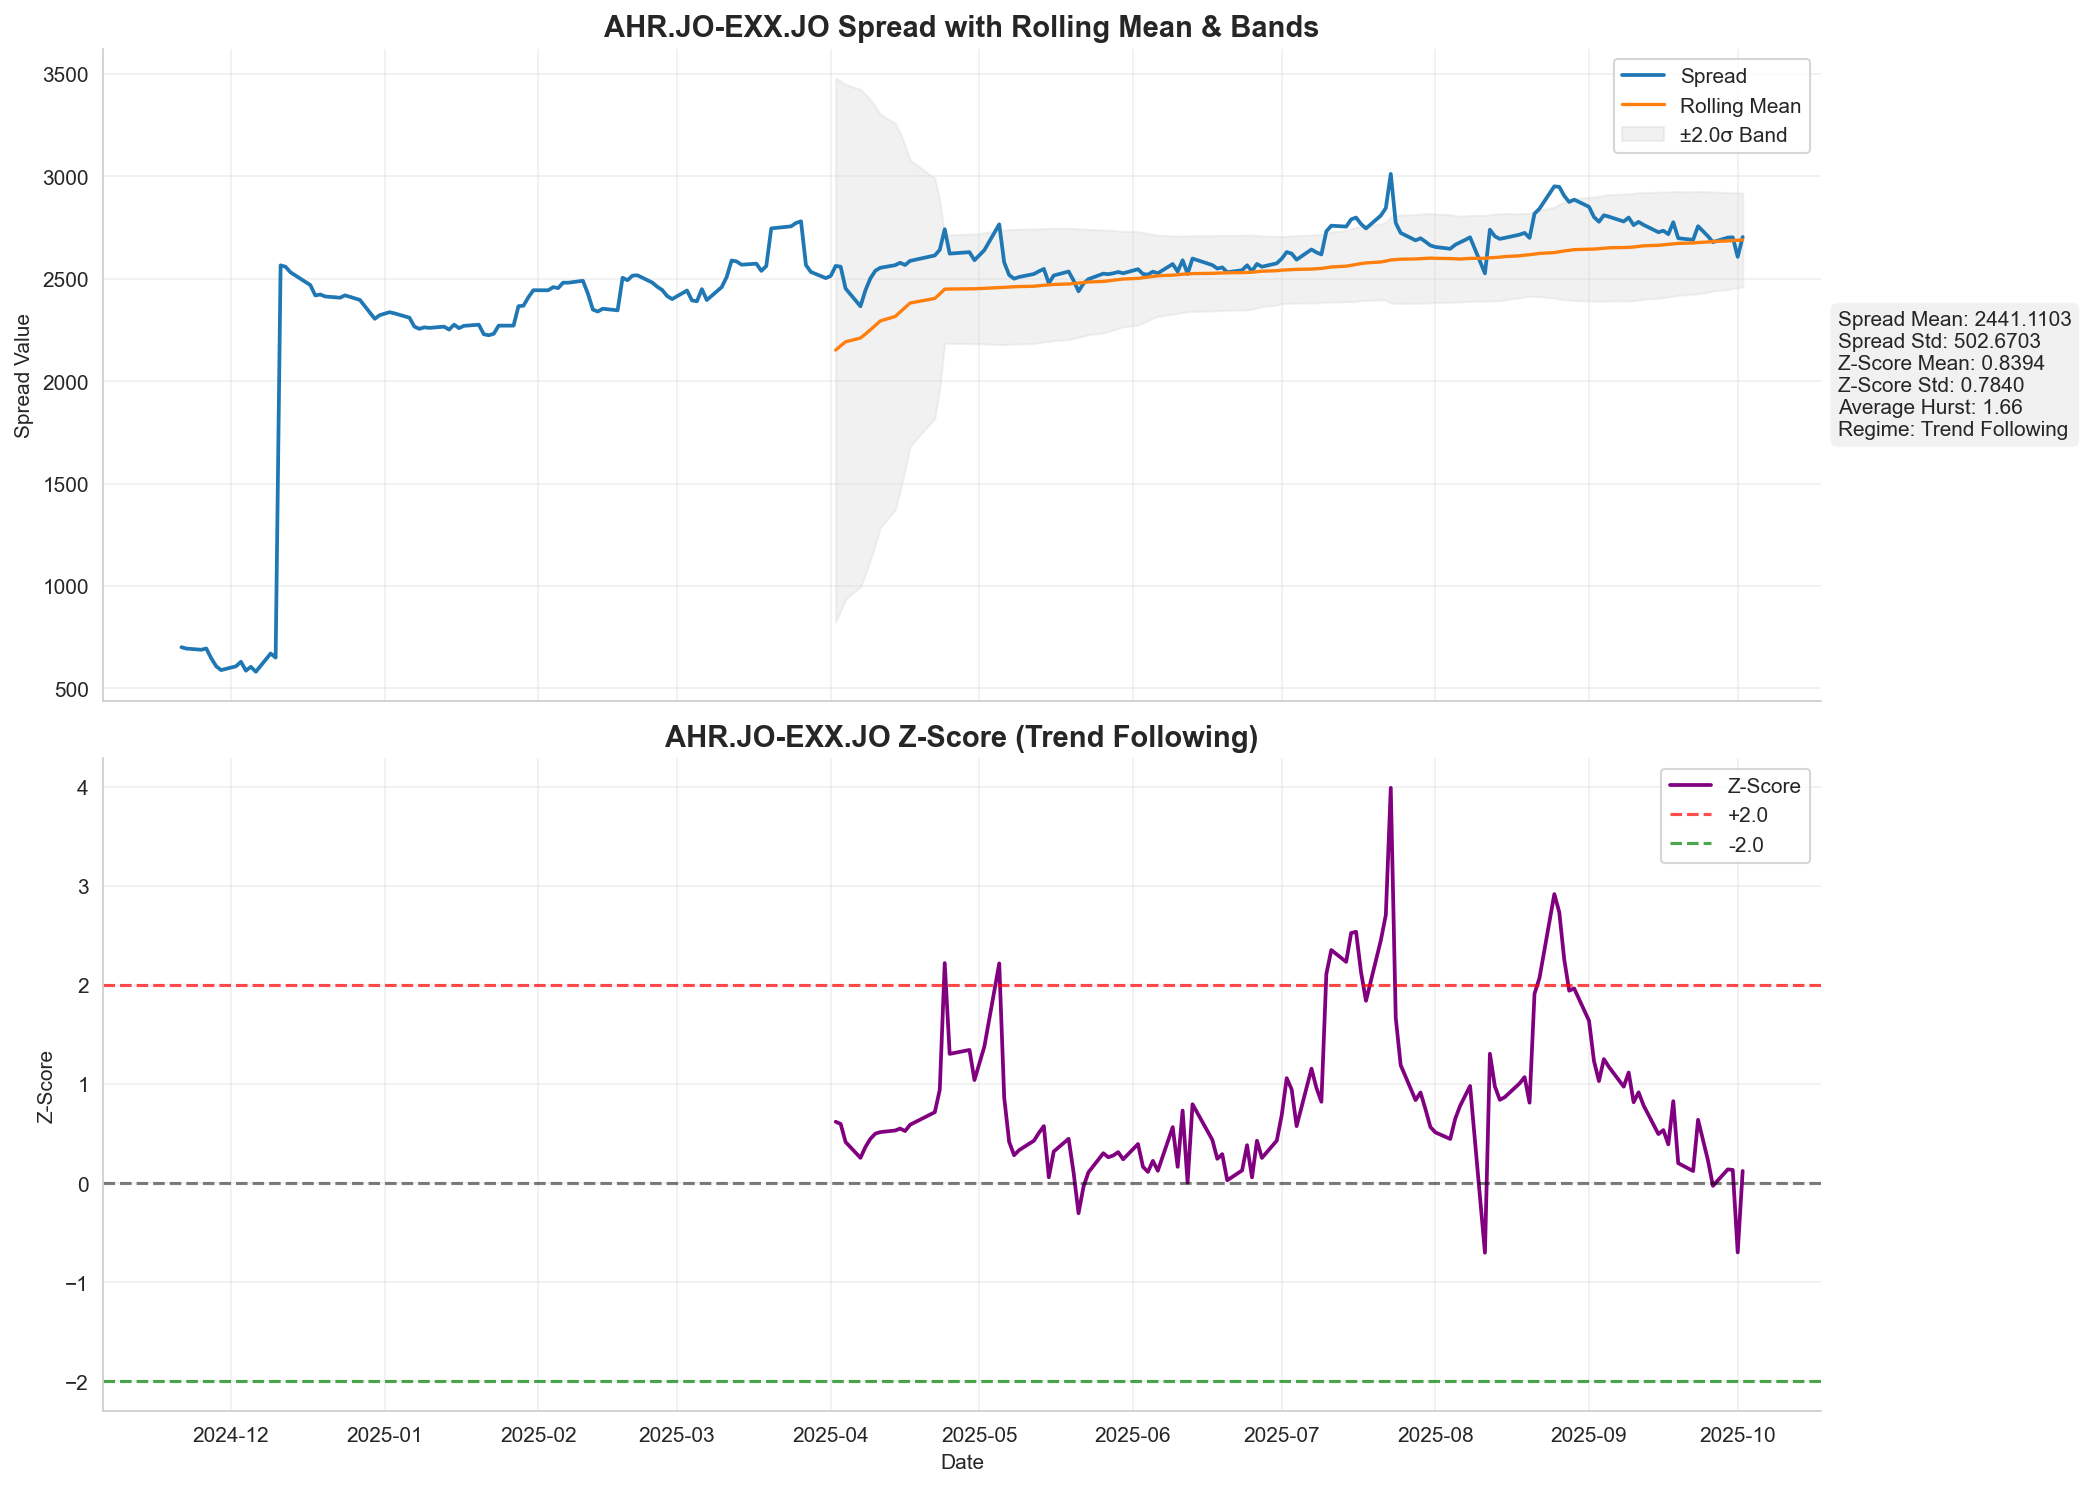 AHR.JO-EXX.JO Spread with Rolling Mean & Bands
3500
3000
2500
2000
1500
1000
500
Spread Value
Spread
Rolling Mean
±2.0σ Band
Spread Mean: 2441.1103
Spread Std: 502.6703
Z-Score Mean: 0.8394
Z-Score Std: 0.7840
Average Hurst: 1.66
Regime: Trend Following
AHR.JO-EXX.JO Z-Score (Trend Following)
4
3
2
1
0
−1
−2
Z-Score
Z-Score
+2.0
-2.0
2024-12
2025-01
2025-02
2025-03
2025-04
2025-05
2025-06
2025-07
2025-08
2025-09
2025-10
Date